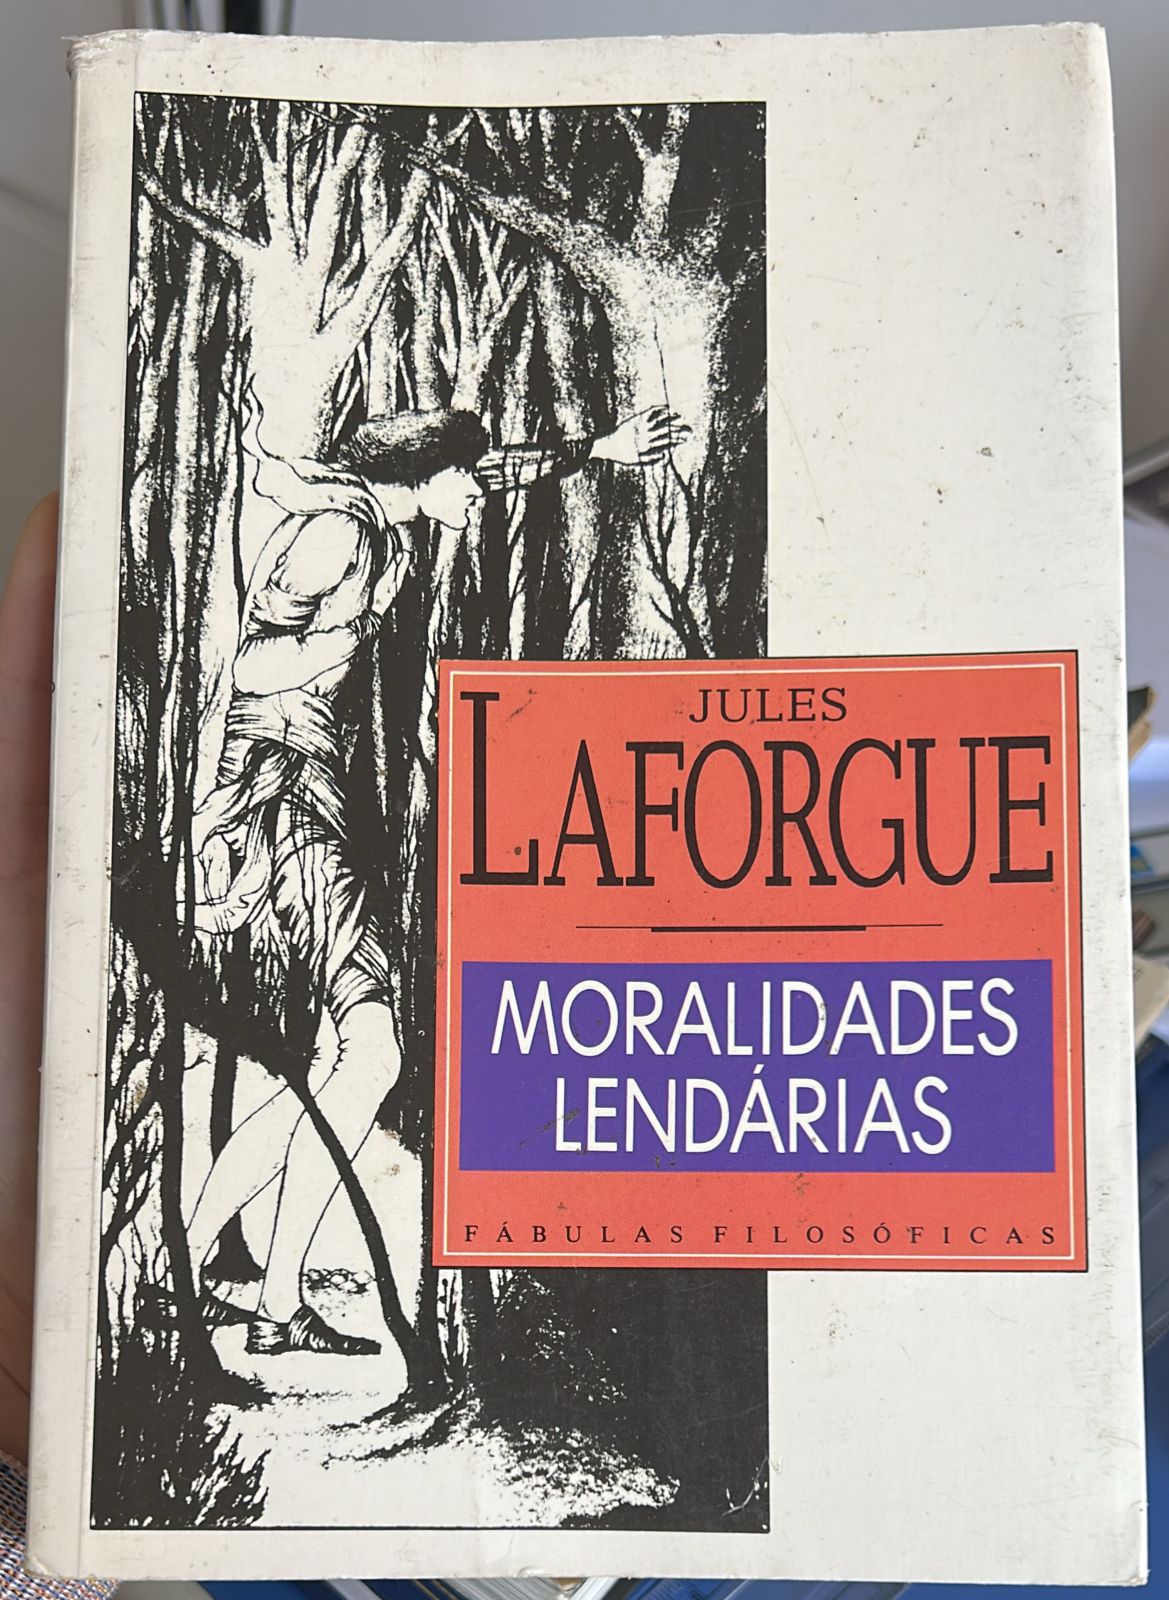 JULES
LAFORGUE
MORALIDADES
LENDÁRIAS
FÁBULAS FILOSÓFICAS